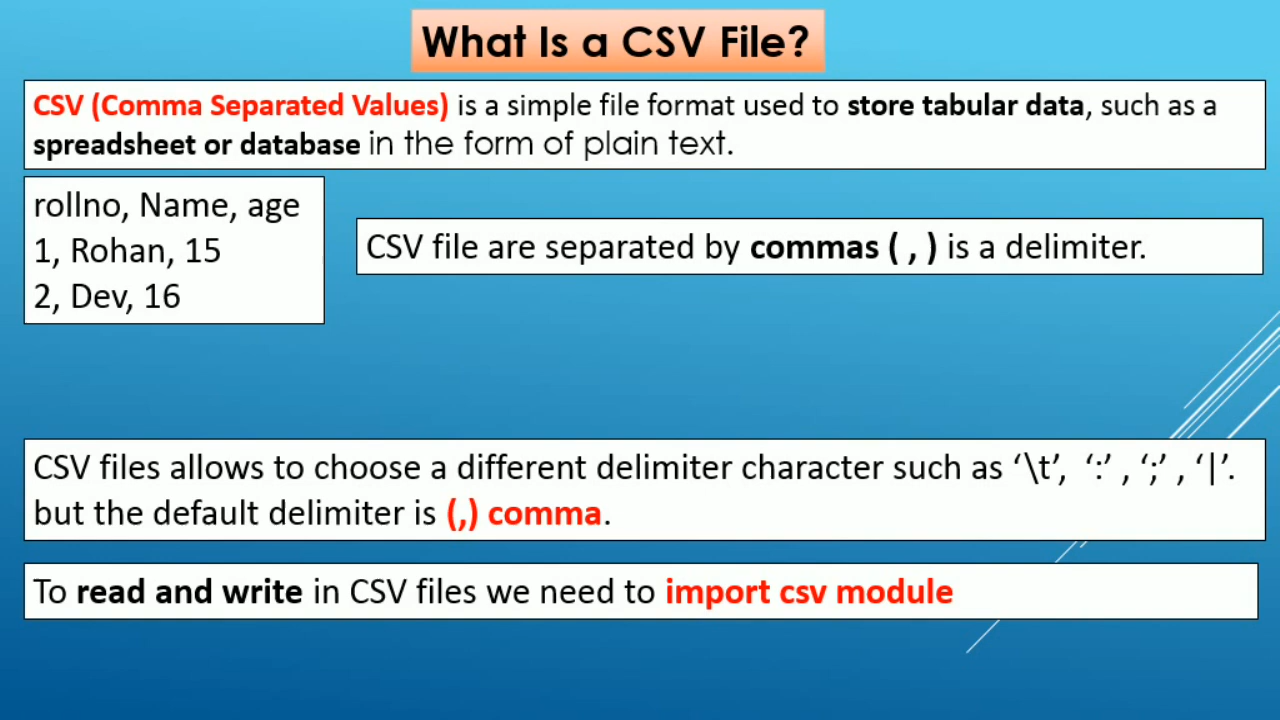 What Is a CSV File?
CSV (Comma Separated Values) is a simple file format used to store tabular data, such as a
spreadsheet or database in the form of plain text.
rollno, Name, age
1, Rohan, 15
2, Dev, 16
CSV file are separated by commas ( , ) is a delimiter.
CSV files allows to choose a different delimiter character such as ‘\t’, ‘:’ , ‘;’ , ‘|’.
but the default delimiter is (,) comma.
To read and write in CSV files we need to import csv module